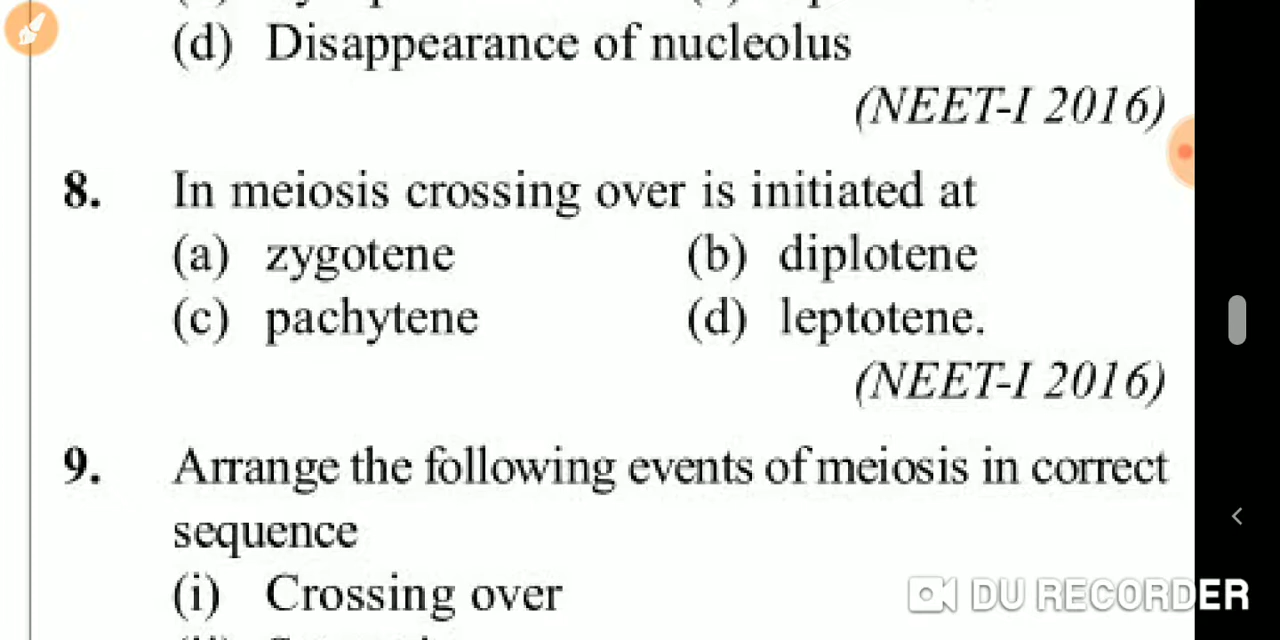 (d) Disappearance of nucleolus
(NEET-I 2016)
8. In meiosis crossing over is initiated at
(a) zygotene (b) diplotene
(c) pachytene (d) leptotene.
(NEET-I 2016)
9. Arrange the following events of meiosis in correct
sequence
(i) Crossing over
DU RECORDER